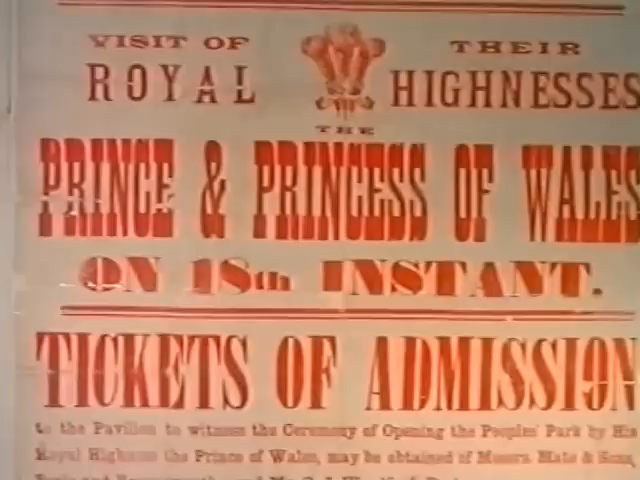 VISIT OF THEIR
ROYAL HIGHNESSES
THE
PRINCE & PRINCESS OF WALES
ON 18th INSTANT.
TICKETS OF ADMISSION
to the Pavilion to witness the Ceremony of Opening the Peoples' Park by His
Royal Highness the Prince of Wales, may be obtained of Messrs. Mate & Sons,